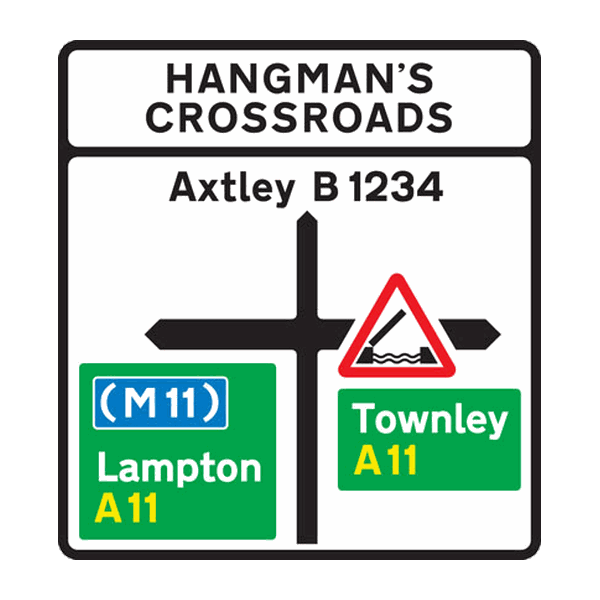 HANGMAN'S
CROSSROADS
Axtley B 1234
(M 11)
Lampton
A 11
Townley
A 11